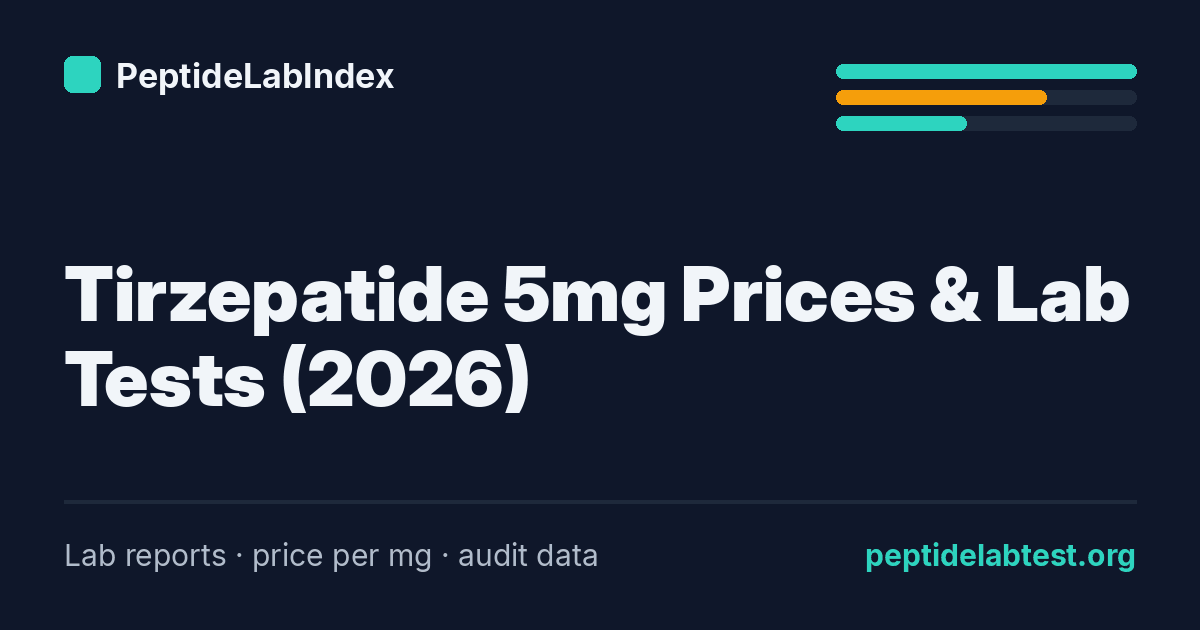 PeptideLabIndex
Tirzepatide 5mg Prices & Lab
Tests (2026)
Lab reports · price per mg · audit data
peptidelabtest.org